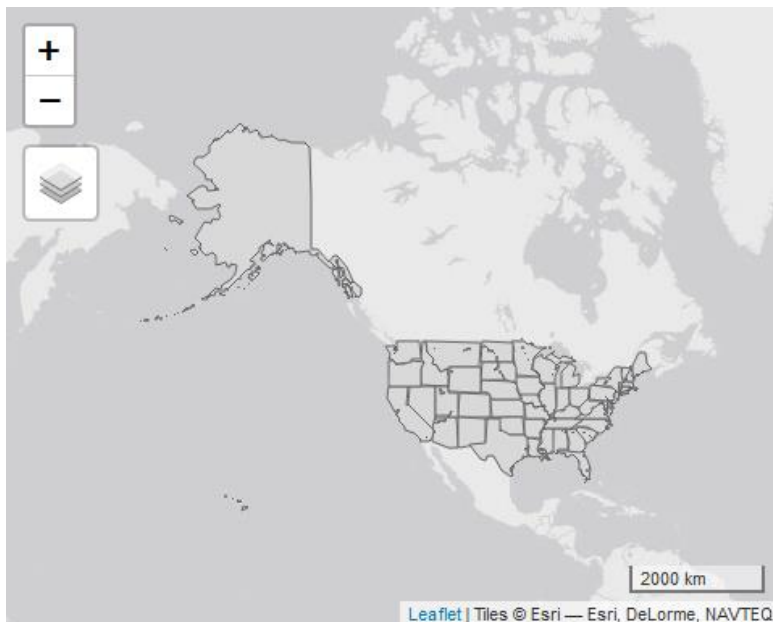 +
−
2000 km
Leaflet | Tiles © Esri — Esri, DeLorme, NAVTEQ